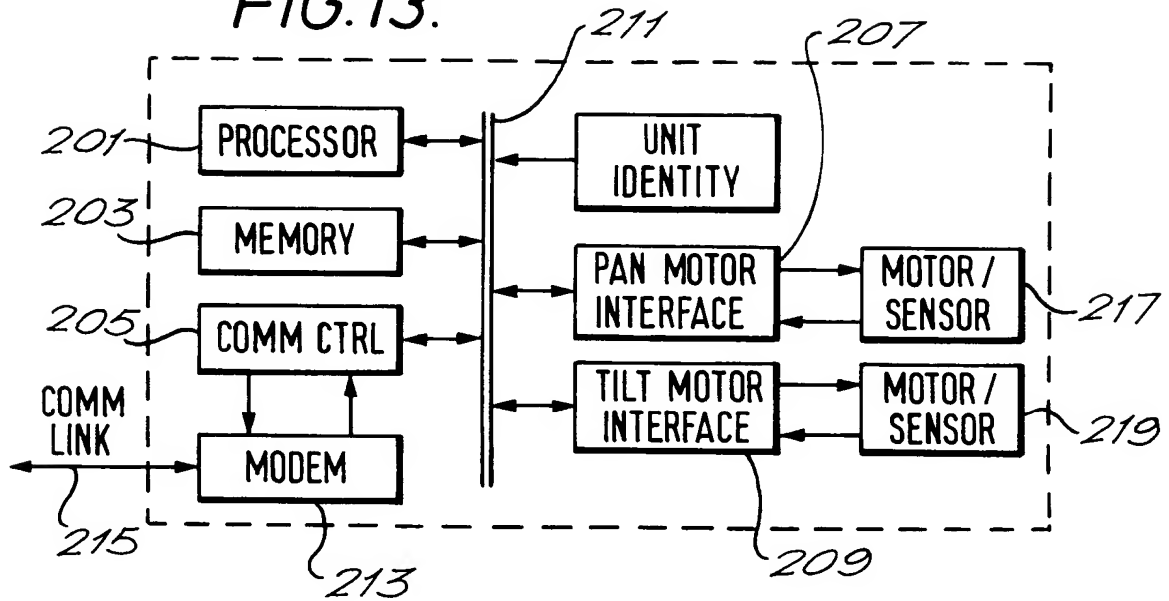 FIG.13.
211
207
201
PROCESSOR
UNIT
IDENTITY
203
MEMORY
PAN MOTOR
INTERFACE
MOTOR /
SENSOR
217
205
COMM CTRL
TILT MOTOR
INTERFACE
MOTOR /
SENSOR
219
COMM
LINK
MODEM
215
213
209